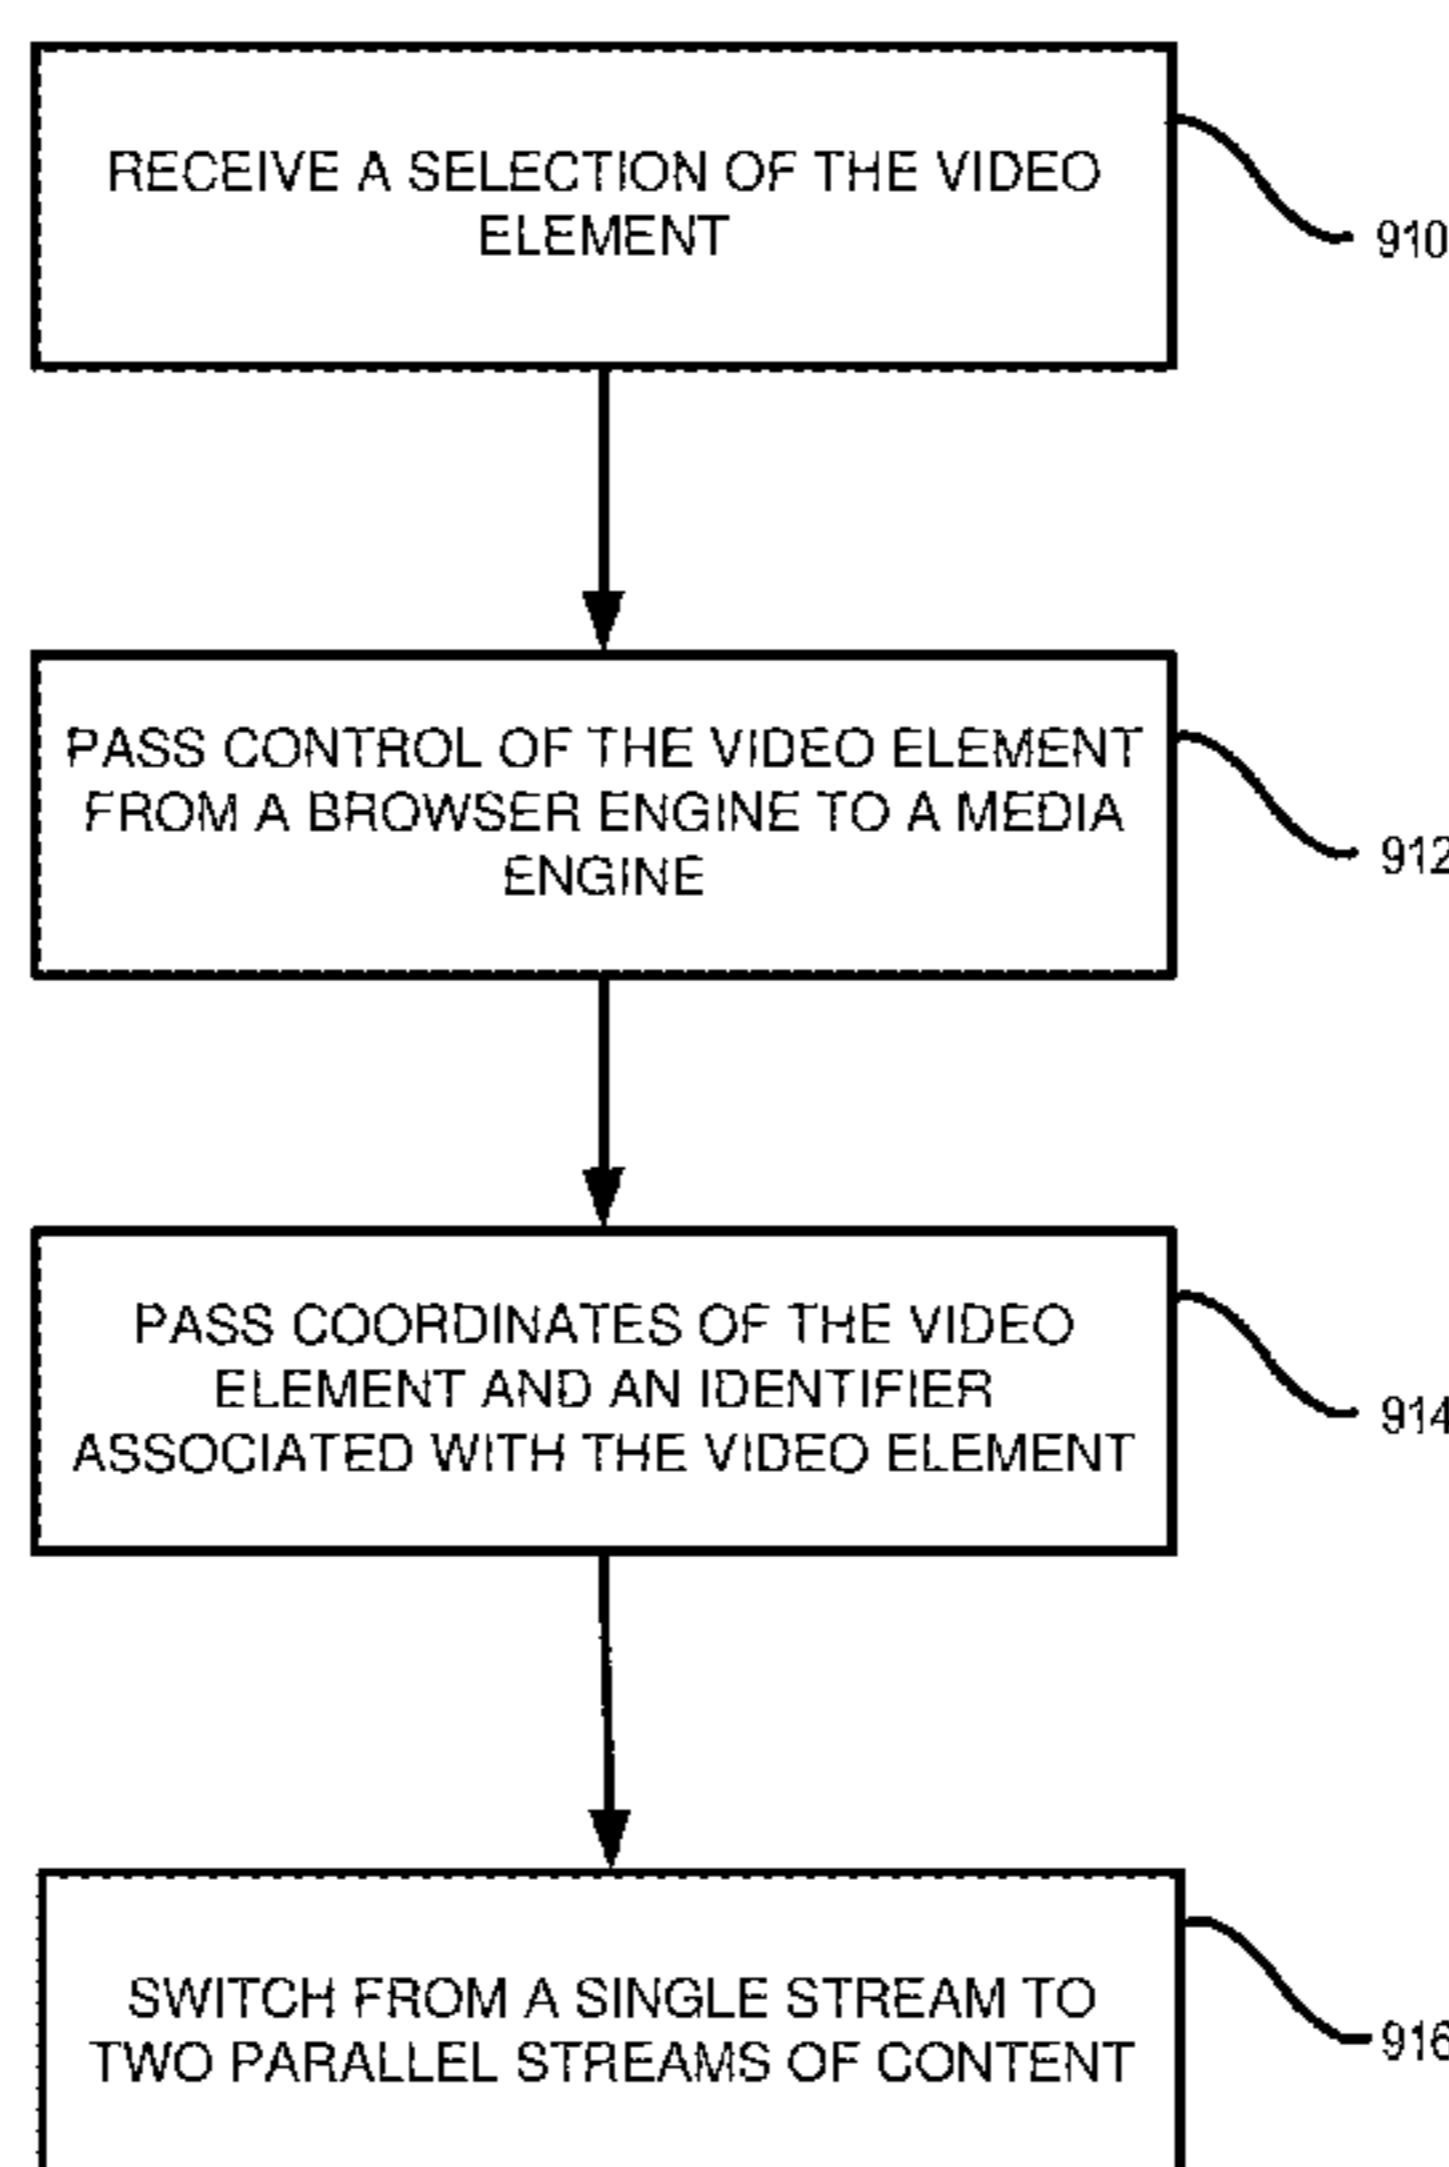 RECEIVE A SELECTION OF THE VIDEO
ELEMENT
910
PASS CONTROL OF THE VIDEO ELEMENT
FROM A BROWSER ENGINE TO A MEDIA
ENGINE
912
PASS COORDINATES OF THE VIDEO
ELEMENT AND AN IDENTIFIER
ASSOCIATED WITH THE VIDEO ELEMENT
914
SWITCH FROM A SINGLE STREAM TO
TWO PARALLEL STREAMS OF CONTENT
916